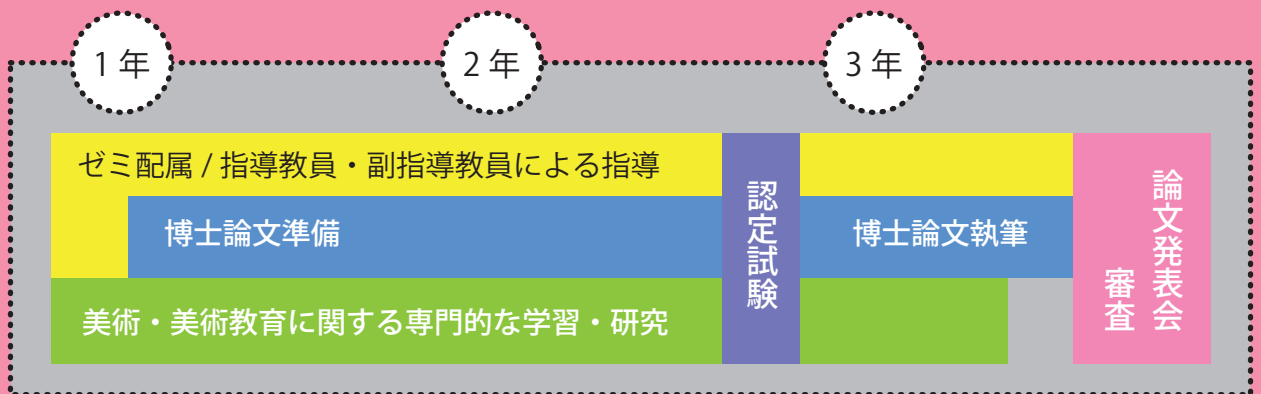 1 年
2 年
3 年
ゼミ配属 / 指導教員・副指導教員による指導
博士論文準備
美術・美術教育に関する専門的な学習・研究
認定試験
博士論文執筆
論文発表会
審査